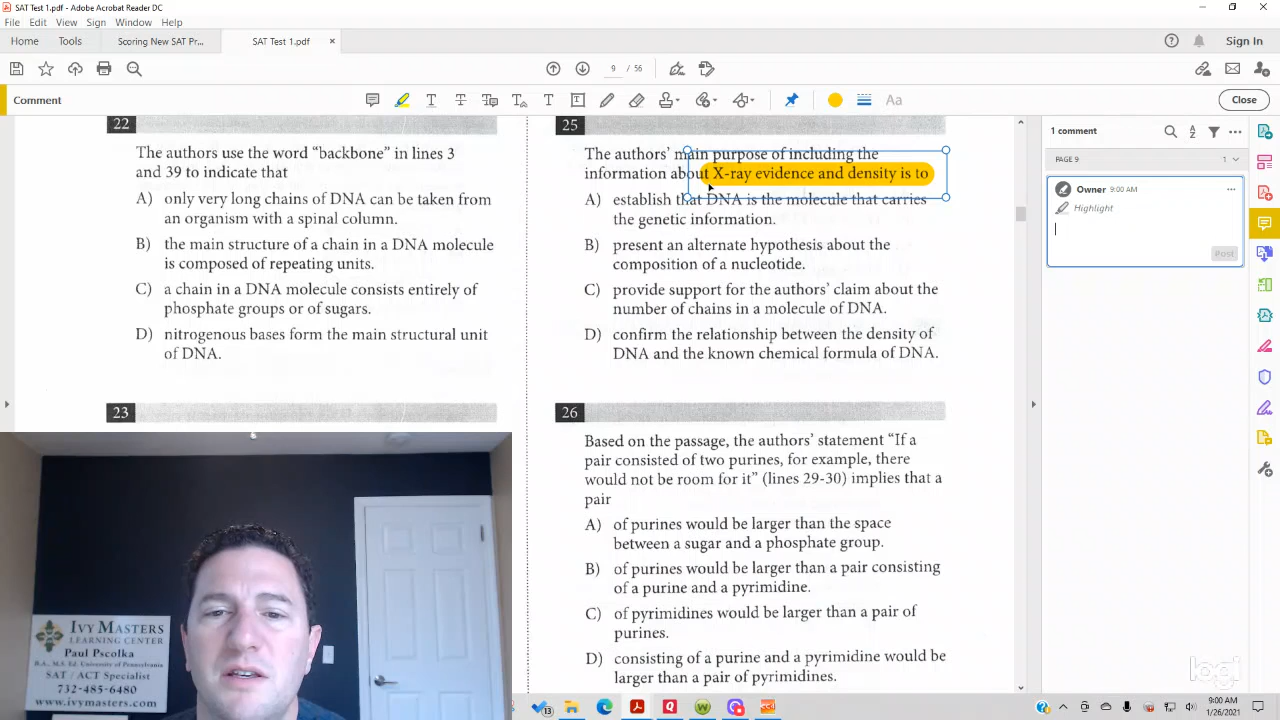 SAT Test 1.pdf - Adobe Acrobat Reader DC
File Edit View Sign Window Help
Home Tools Scoring New SAT Pr... SAT Test 1.pdf × Sign In
9 / 56
Comment Close
22
The authors use the word “backbone” in lines 3
and 39 to indicate that
A) only very long chains of DNA can be taken from
an organism with a spinal column.
B) the main structure of a chain in a DNA molecule
is composed of repeating units.
C) a chain in a DNA molecule consists entirely of
phosphate groups or of sugars.
D) nitrogenous bases form the main structural unit
of DNA.
23
25
The authors’ main purpose of including the
information about X-ray evidence and density is to
A) establish that DNA is the molecule that carries
the genetic information.
B) present an alternate hypothesis about the
composition of a nucleotide.
C) provide support for the authors’ claim about the
number of chains in a molecule of DNA.
D) confirm the relationship between the density of
DNA and the known chemical formula of DNA.
26
Based on the passage, the authors’ statement “If a
pair consisted of two purines, for example, there
would not be room for it” (lines 29-30) implies that a
pair
A) of purines would be larger than the space
between a sugar and a phosphate group.
B) of purines would be larger than a pair consisting
of a purine and a pyrimidine.
C) of pyrimidines would be larger than a pair of
purines.
D) consisting of a purine and a pyrimidine would be
larger than a pair of pyrimidines.
1 comment
PAGE 9 1
Owner 9:00 AM
Highlight
Post
IVY MASTERS
LEARNING CENTER
Paul Pscolka
B.A., M.S. Ed. University of Pennsylvania
SAT / ACT Specialist
732-485-6480
www.ivymasters.com
logi
13
9:00 AM
1/26/2021